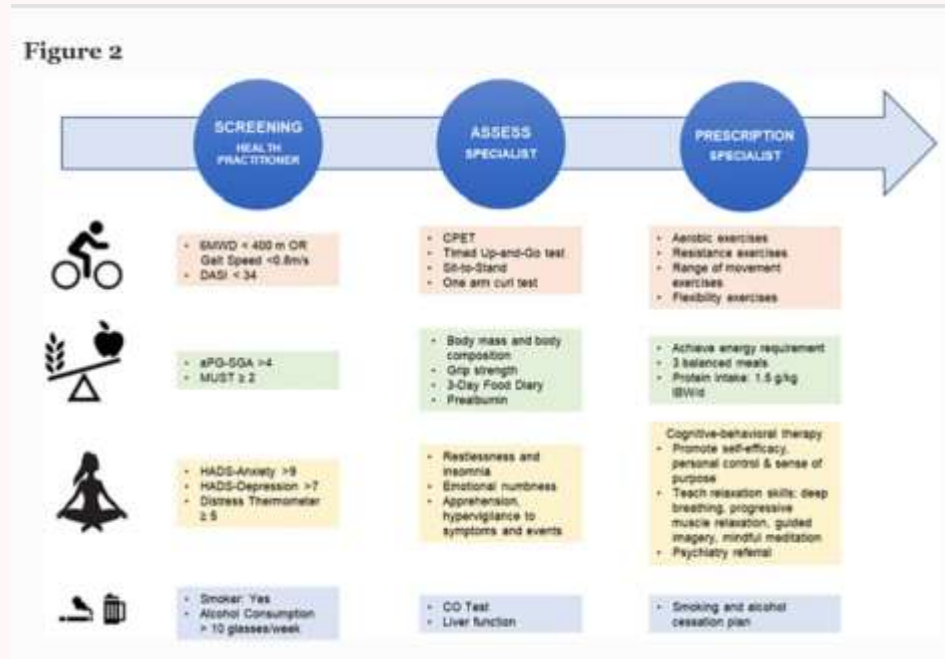 Figure 2
SCREENING
HEALTH
PRACTITIONER
ASSESS
SPECIALIST
PRESCRIPTION
SPECIALIST
• 6MWD < 400 m OR
Gait Speed <0.8m/s
• DASI < 34
• CPET
• Timed Up-and-Go test
• Sit-to-Stand
• One arm curl test
• Aerobic exercises
• Resistance exercises
• Range of movement
exercises
• Flexibility exercises
• aPG-SGA >4
• MUST ≥ 2
• Body mass and body
composition
• Grip strength
• 3-Day Food Diary
• Prealbumin
• Achieve energy requirement
• 3 balanced meals
• Protein intake: 1.5 g/kg
IBW/d
• HADS-Anxiety >9
• HADS-Depression >7
• Distress Thermometer
≥ 5
• Restlessness and
insomnia
• Emotional numbness
• Apprehension,
hypervigilance to
symptoms and events
Cognitive-behavioral therapy
• Promote self-efficacy,
personal control & sense of
purpose
• Teach relaxation skills; deep
breathing, progressive
muscle relaxation, guided
imagery, mindful meditation
• Psychiatry referral
• Smoker: Yes
• Alcohol Consumption
> 10 glasses/week
• CO Test
• Liver function
• Smoking and alcohol
cessation plan